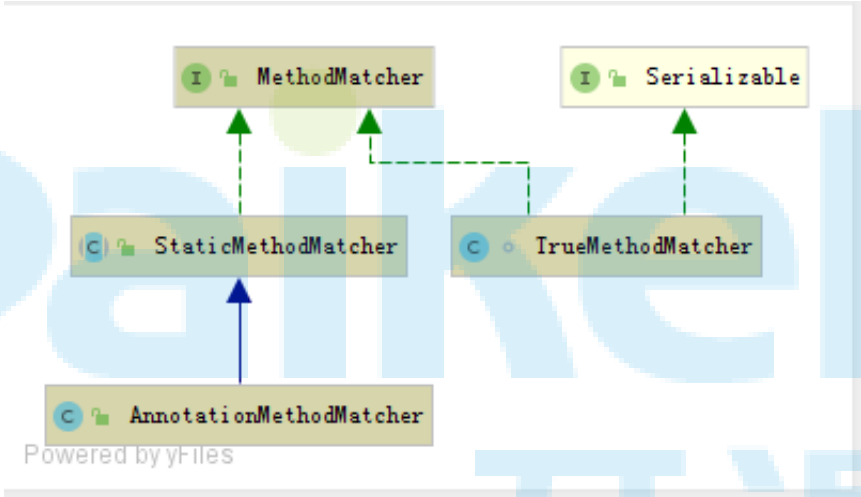 MethodMatcher
Serializable
StaticMethodMatcher
TrueMethodMatcher
AnnotationMethodMatcher
Powered by yFiles